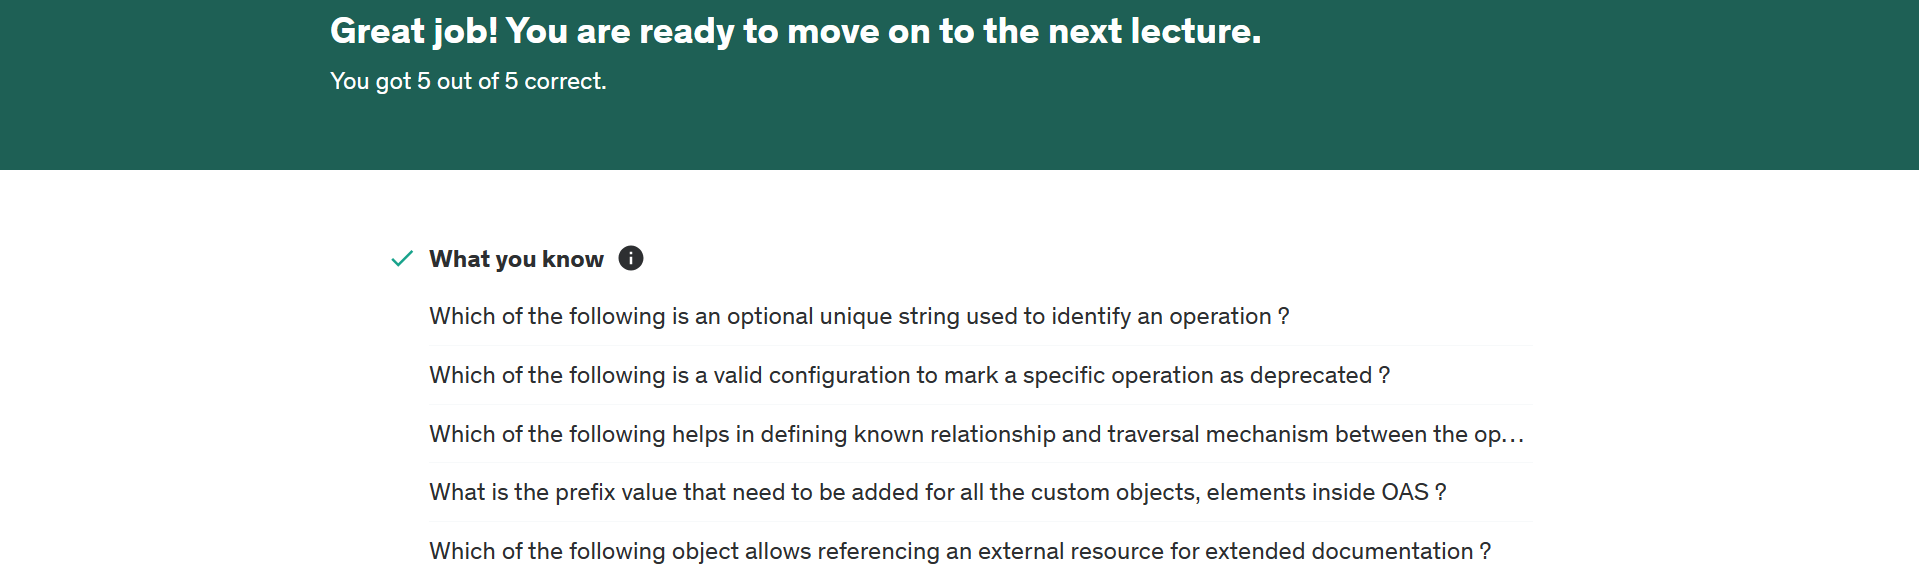 Great job! You are ready to move on to the next lecture.
You got 5 out of 5 correct.
What you know
Which of the following is an optional unique string used to identify an operation ?
Which of the following is a valid configuration to mark a specific operation as deprecated ?
Which of the following helps in defining known relationship and traversal mechanism between the op...
What is the prefix value that need to be added for all the custom objects, elements inside OAS ?
Which of the following object allows referencing an external resource for extended documentation ?